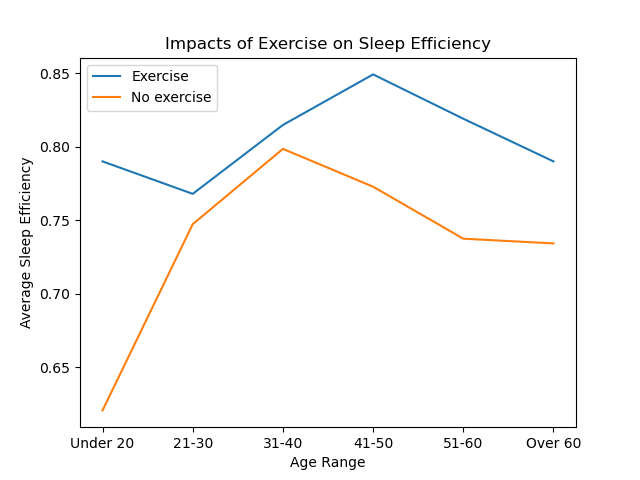 Impacts of Exercise on Sleep Efficiency
Exercise
No exercise
Average Sleep Efficiency
0.85
0.80
0.75
0.70
0.65
Under 20 21-30 31-40 41-50 51-60 Over 60
Age Range